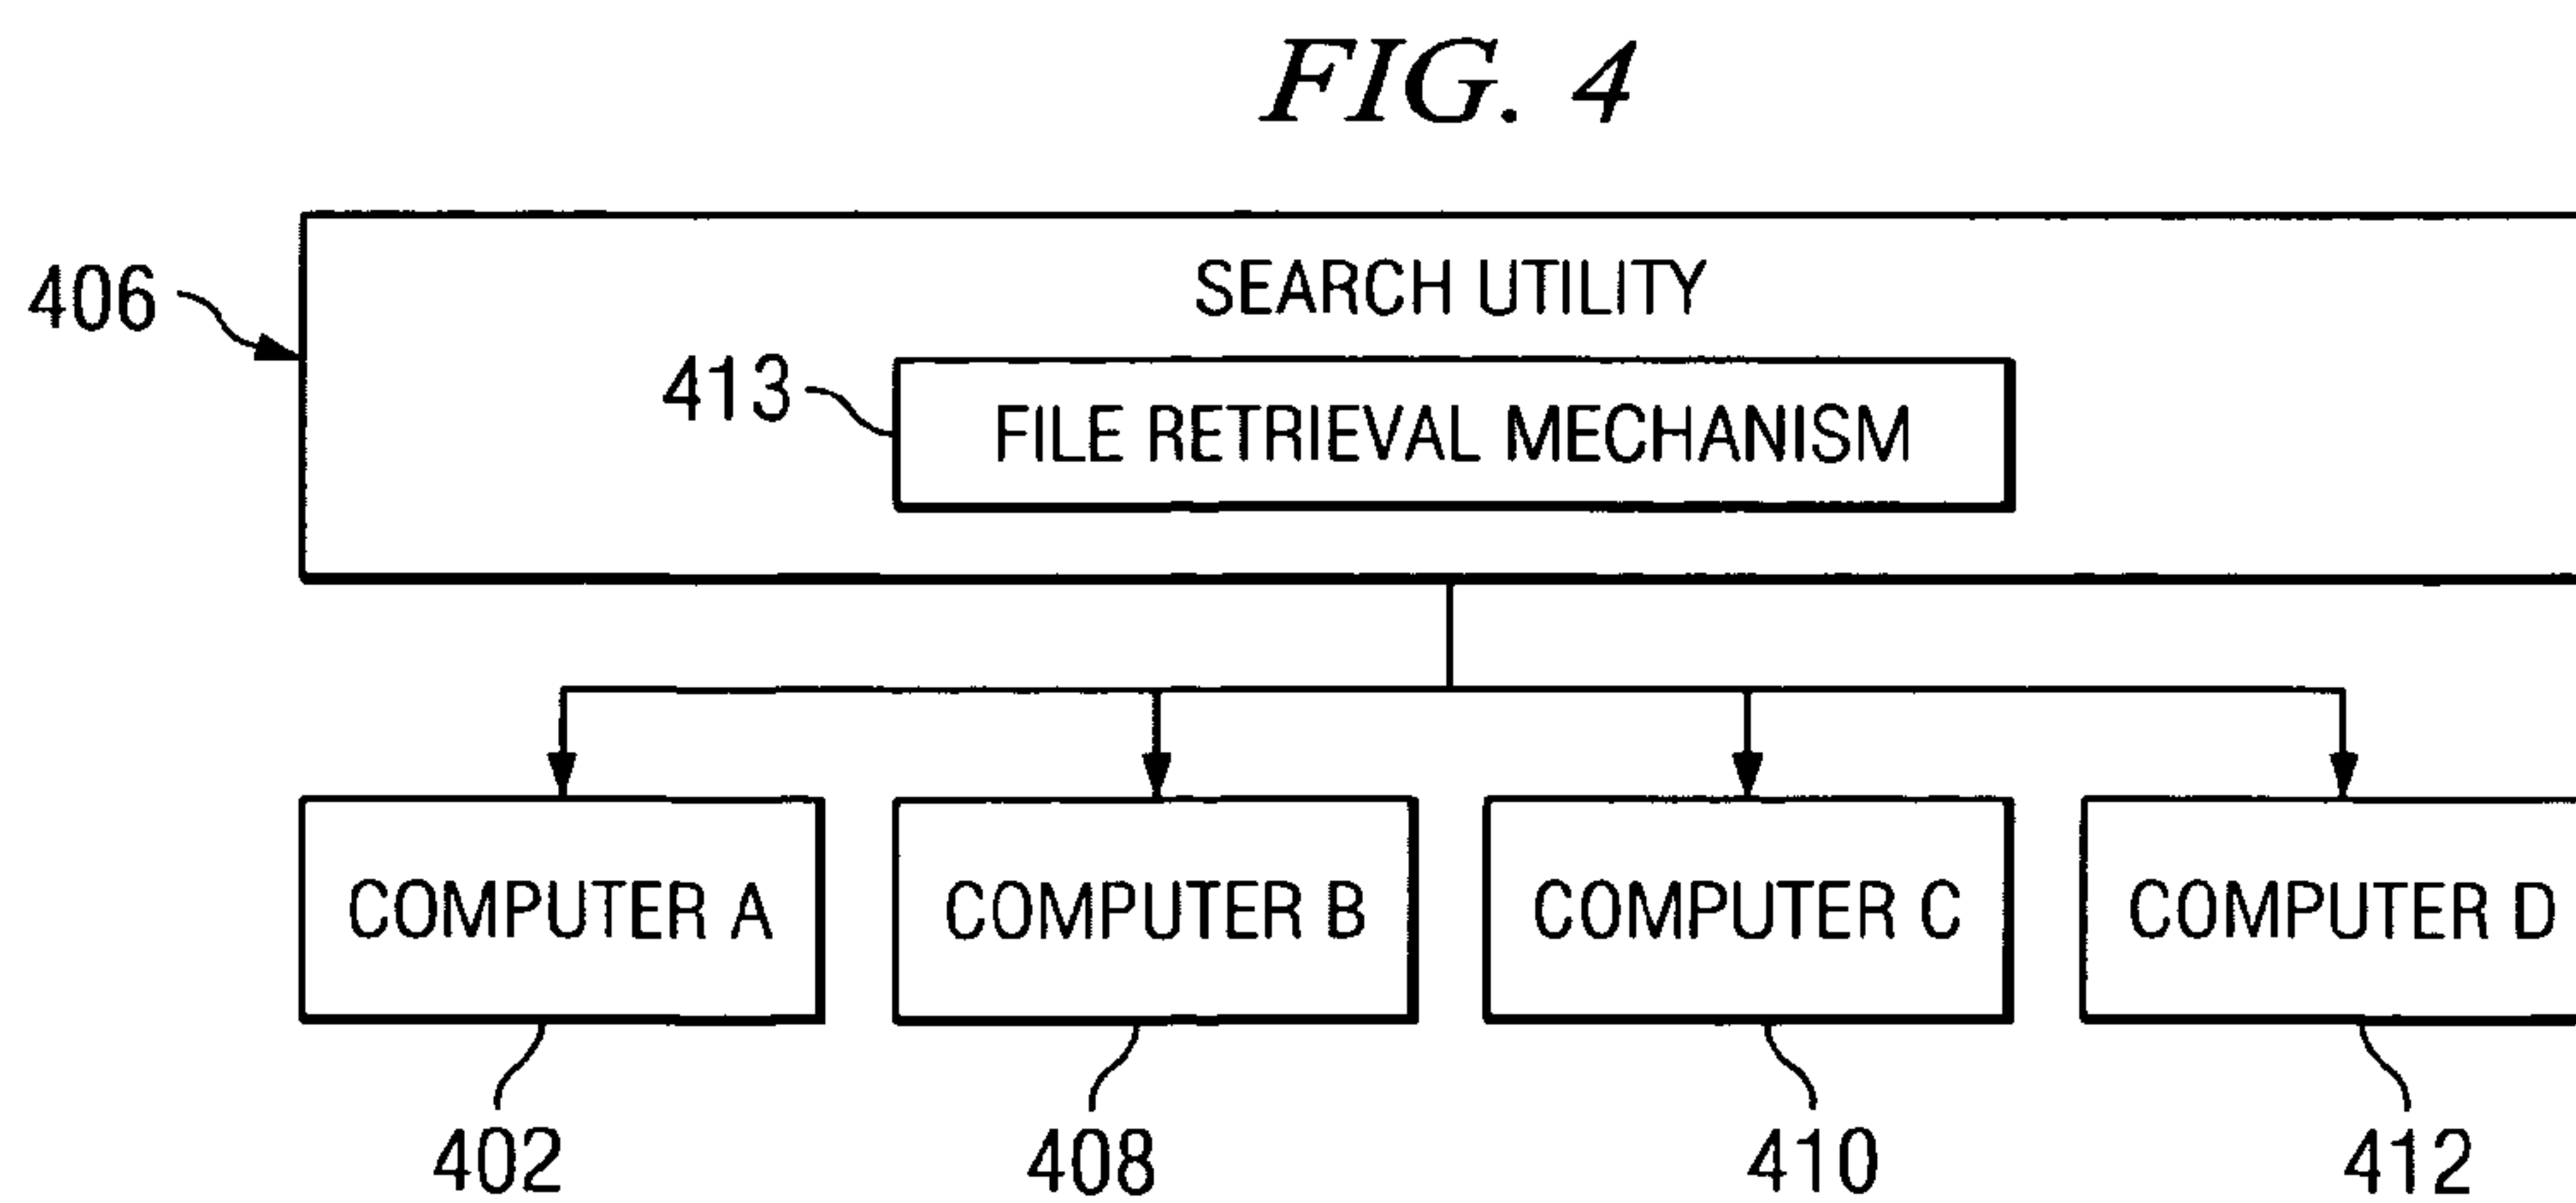 FIG. 4
SEARCH UTILITY
406
413
FILE RETRIEVAL MECHANISM
COMPUTER A
COMPUTER B
COMPUTER C
COMPUTER D
402
408
410
412